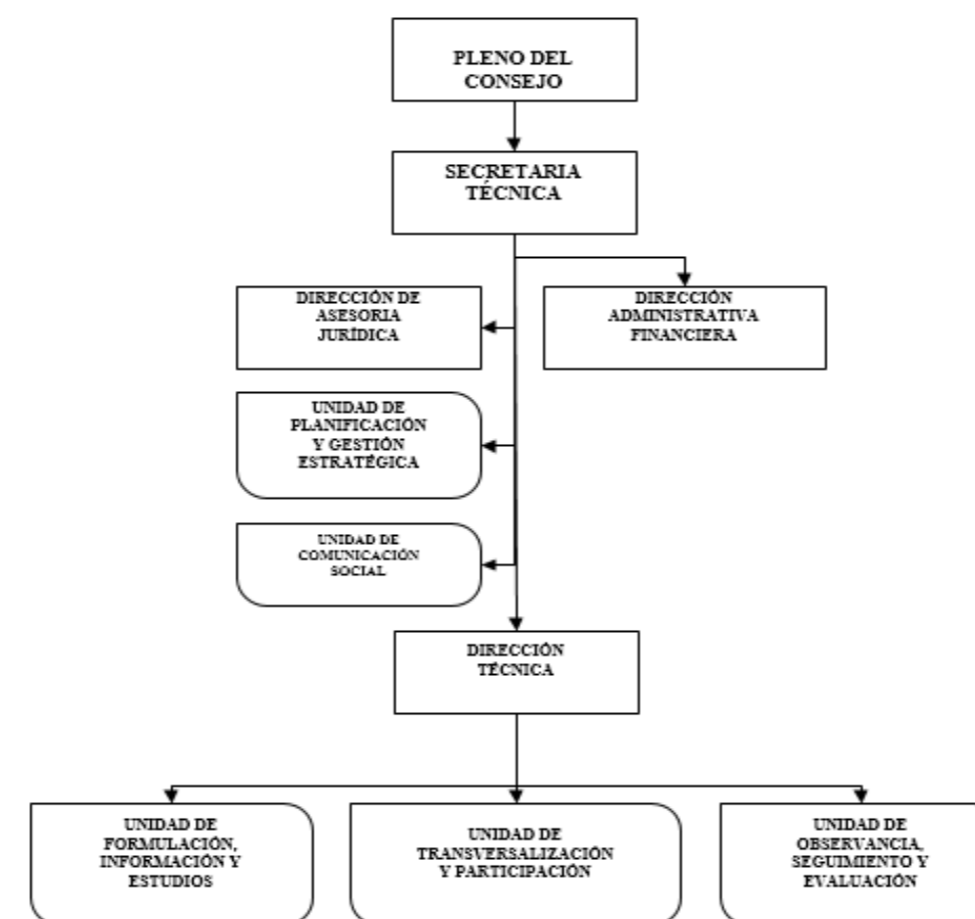 PLENO DEL
CONSEJO
SECRETARIA
TÉCNICA
DIRECCIÓN DE
ASESORIA
JURÍDICA
DIRECCIÓN
ADMINISTRATIVA
FINANCIERA
UNIDAD DE
PLANIFICACIÓN
Y GESTIÓN
ESTRATÉGICA
UNIDAD DE
COMUNICACIÓN
SOCIAL
DIRECCIÓN
TÉCNICA
UNIDAD DE
FORMULACIÓN,
INFORMACIÓN Y
ESTUDIOS
UNIDAD DE
TRANSVERSALIZACIÓN
Y PARTICIPACIÓN
UNIDAD DE
OBSERVANCIA,
SEGUIMIENTO Y
EVALUACIÓN